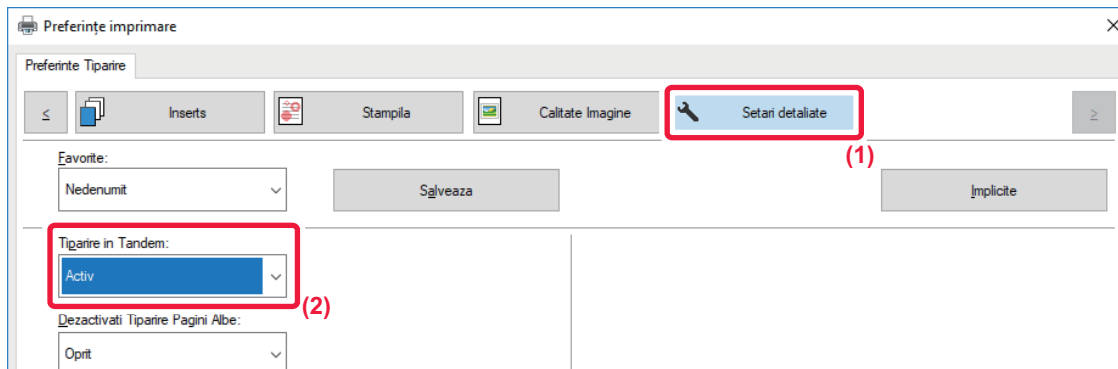 Preferințe imprimare
Preferinte Tiparire
< Inserts Stampila Calitate Imagine Setari detaliate >
(1)
Favorite:
Nedenumit Salveaza Implicite
Tiparire in Tandem:
Activ
(2)
Dezactivati Tiparire Pagini Albe:
Oprit